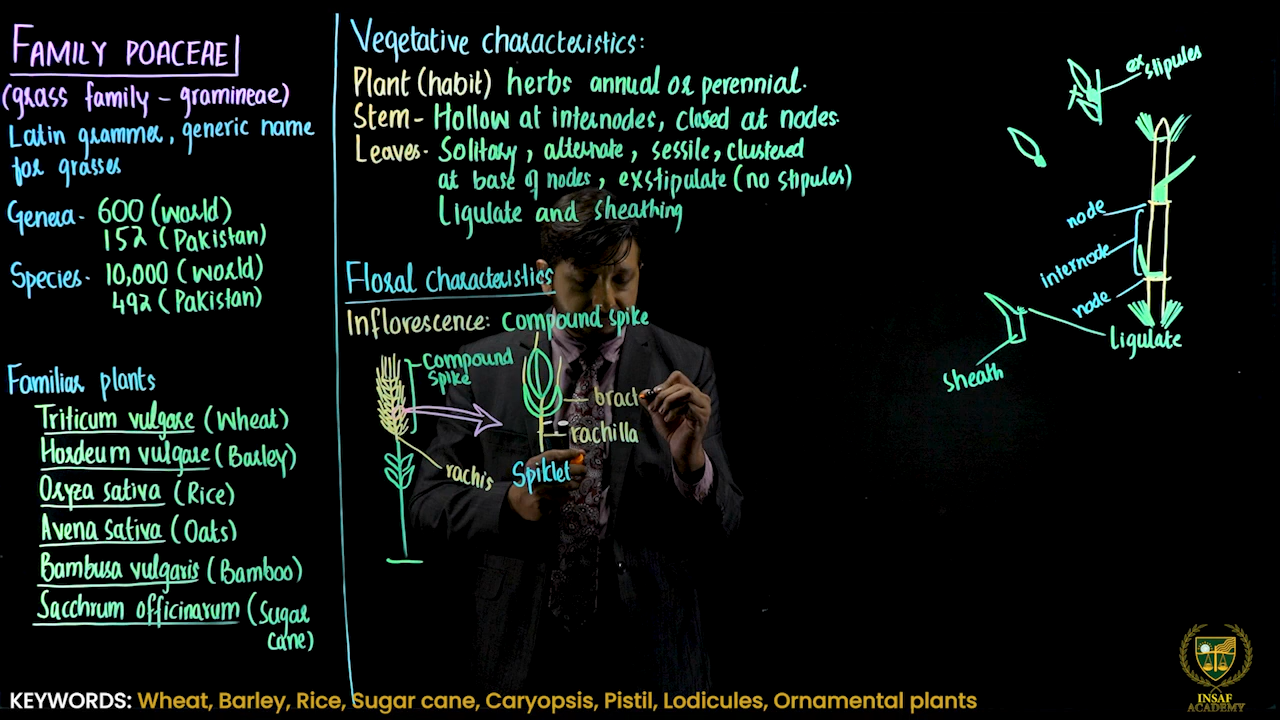 FAMILY POACEAE
(grass family - gramineae)
Latin grammer, generic name
for grasses
Genera - 600 (world)
152 (Pakistan)
Species - 10,000 (world)
492 (Pakistan)
Familiar plants
Triticum vulgare (Wheat)
Hordeum vulgare (Barley)
Oryza sativa (Rice)
Avena sativa (Oats)
Bambusa vulgaris (Bamboo)
Sacchrum officinarum (Sugar
cane)
Vegetative characteristics:
Plant (habit) herbs annual or perennial.
Stem - Hollow at internodes, closed at nodes.
Leaves - Solitary, alternate, sessile, clustered
at base of nodes, exstipulate (no stipules)
Ligulate and sheathing
Floral characteristics
Inflorescence: Compound spike
Compound
Spike
bract
rachilla
rachis
Spiklet
ex
stipules
node
internode
node
Ligulate
sheath
KEYWORDS: Wheat, Barley, Rice, Sugar cane, Caryopsis, Pistil, Lodicules, Ornamental plants
INSAF
ACADEMY